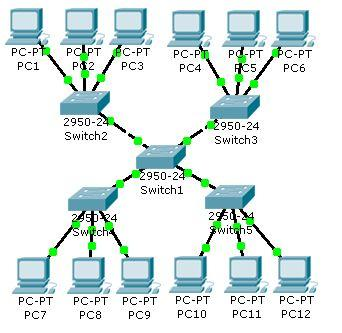 PC-PT PC-PT PC-PT
PC1 PC2 PC3
PC-PT PC-PT PC-PT
PC4 PC5 PC6
2950-24
Switch2
2950-24
Switch3
2950-24
Switch1
2950-24
Switch4
2950-24
Switch5
PC-PT PC-PT PC-PT
PC7 PC8 PC9
PC-PT PC-PT PC-PT
PC10 PC11 PC12